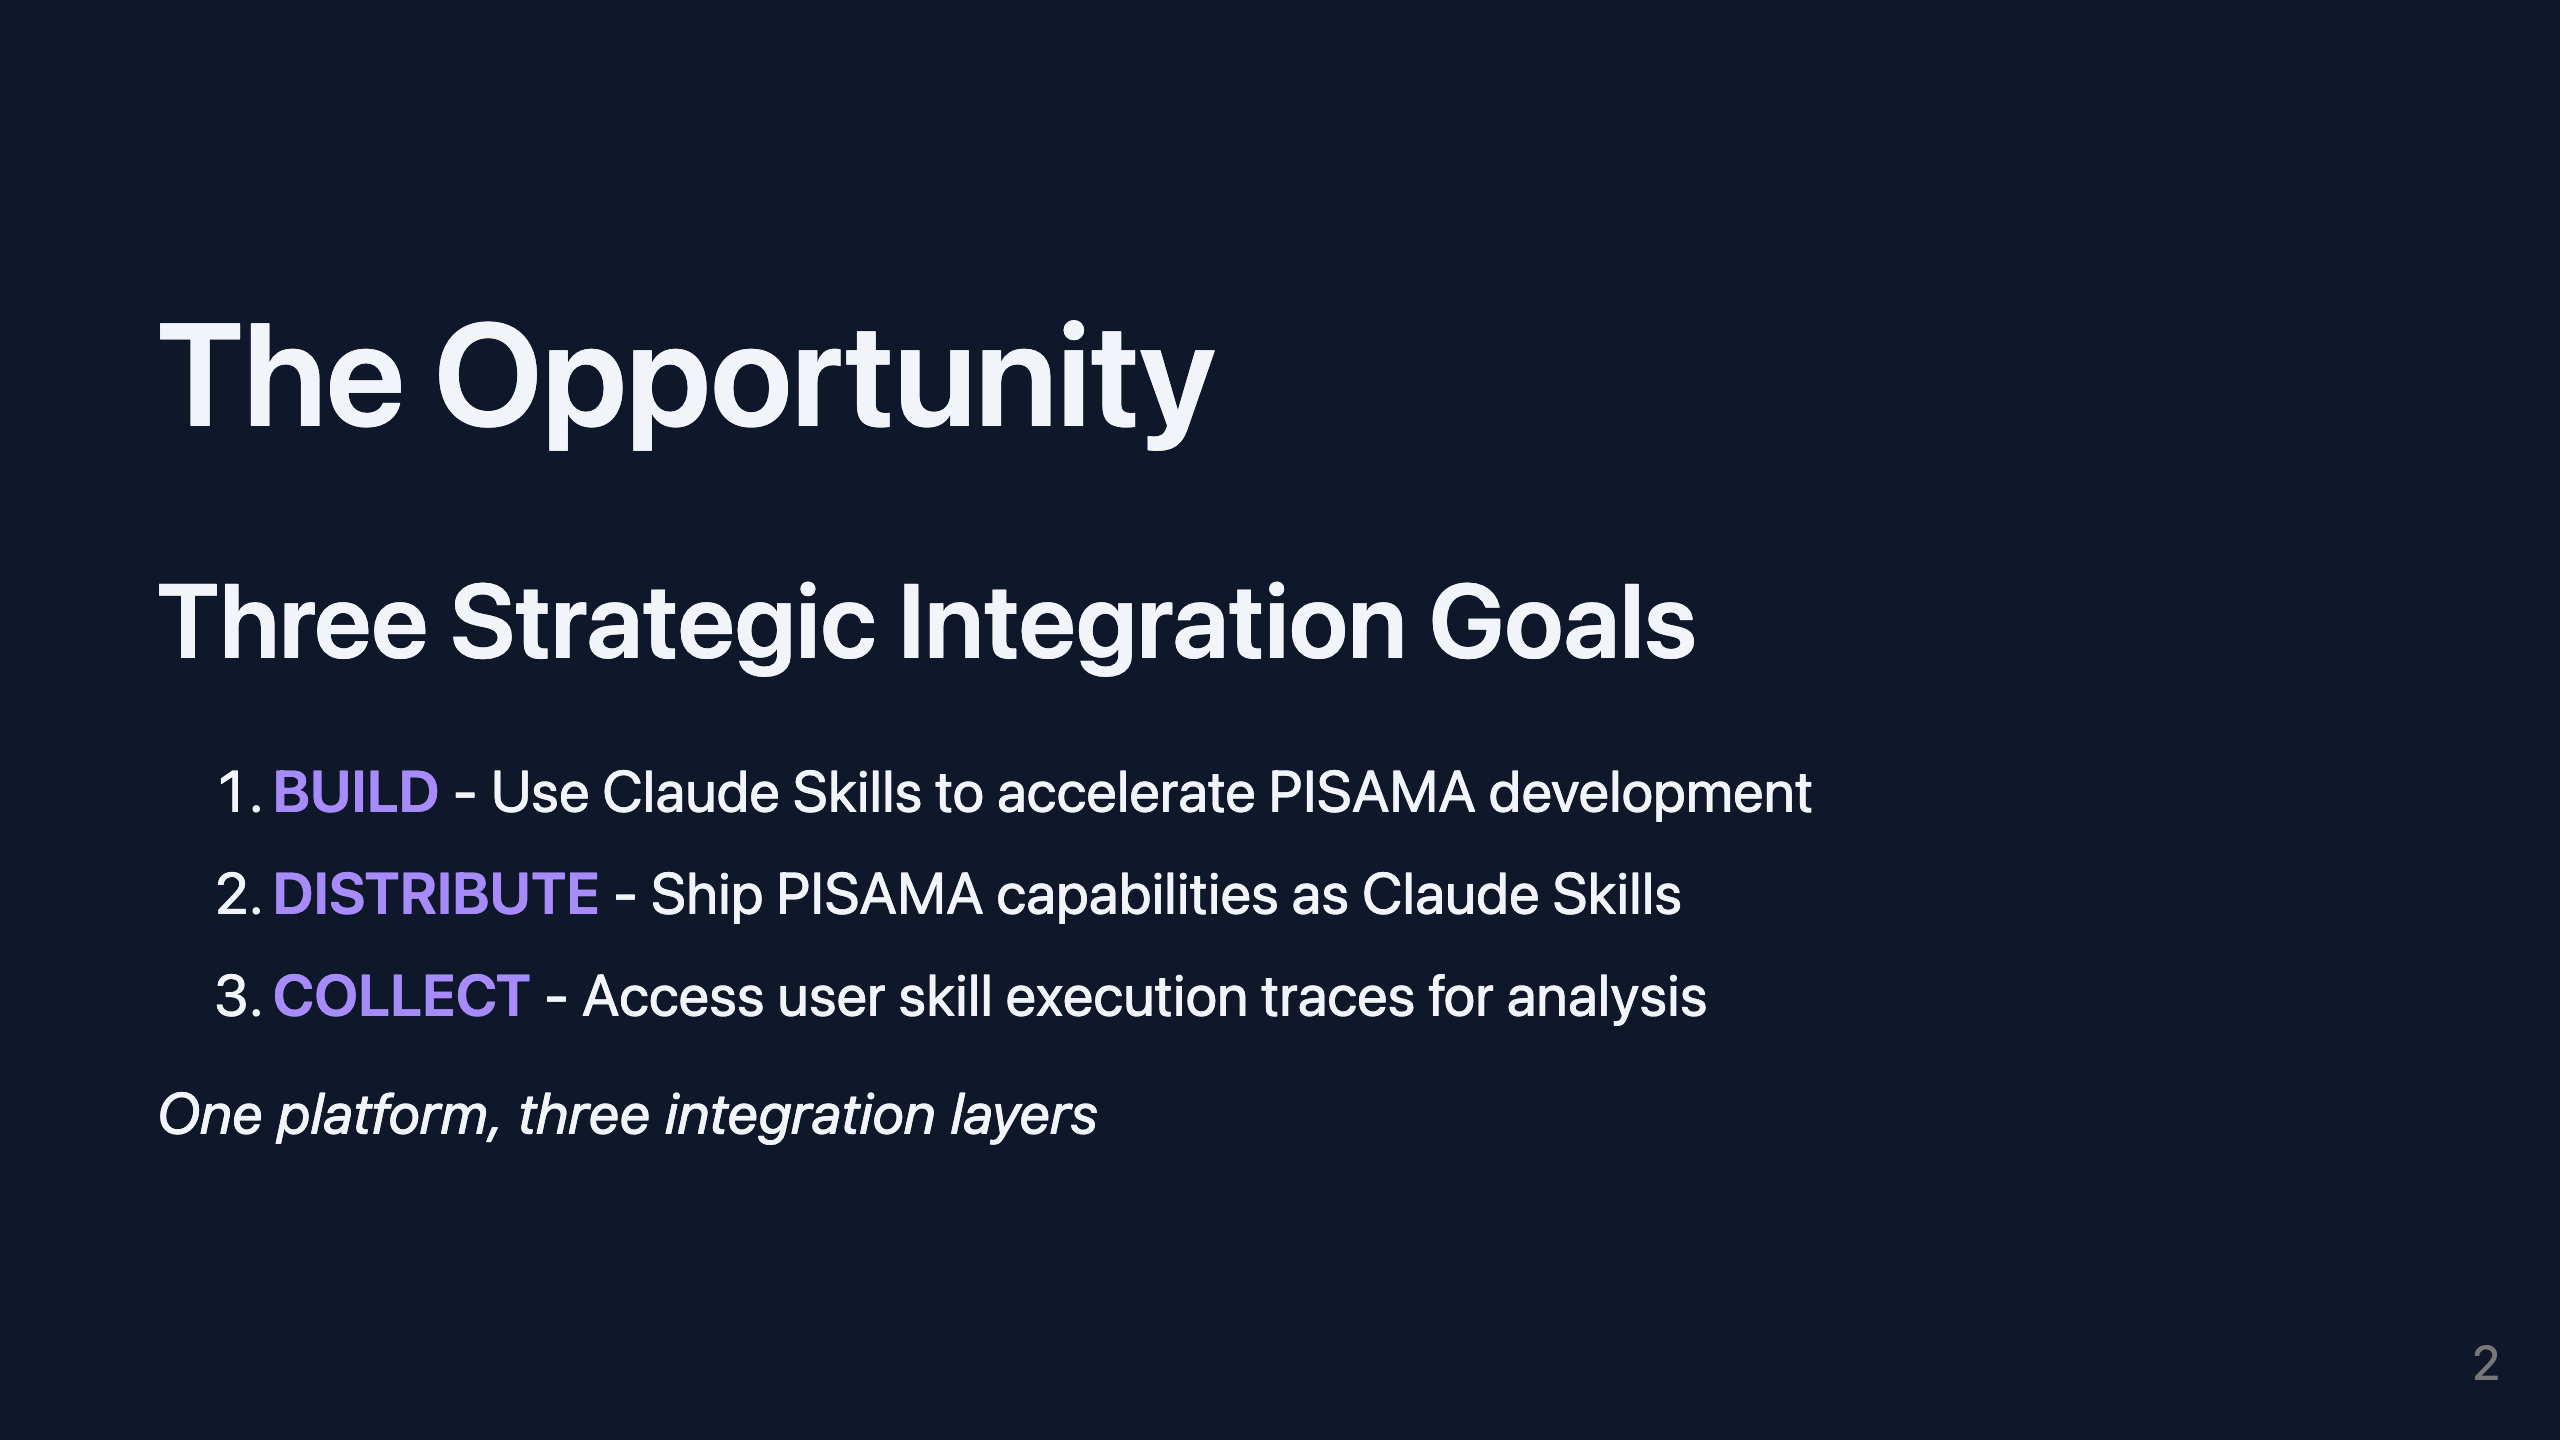 The Opportunity
Three Strategic Integration Goals
1. BUILD - Use Claude Skills to accelerate PISAMA development
2. DISTRIBUTE - Ship PISAMA capabilities as Claude Skills
3. COLLECT - Access user skill execution traces for analysis
One platform, three integration layers
2